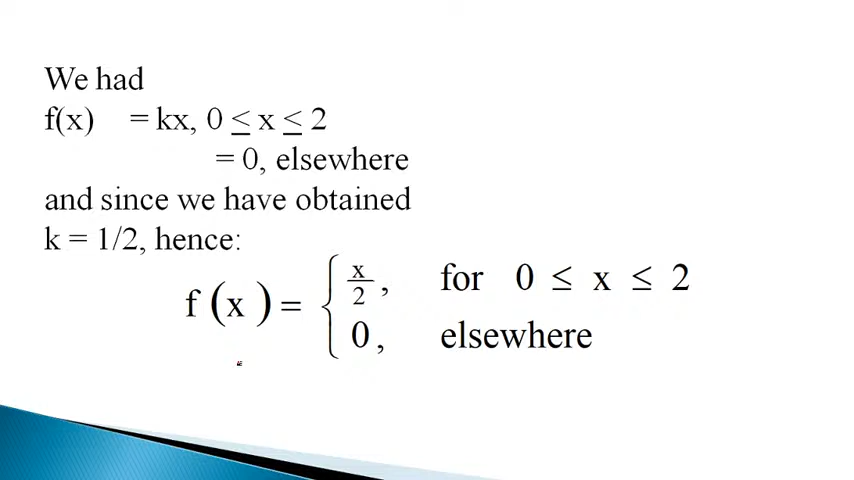 We had
f(x) = kx, 0 ≤ x ≤ 2
= 0, elsewhere
and since we have obtained
k = 1/2, hence:
f (x) = { x/2, for 0 ≤ x ≤ 2
0, elsewhere